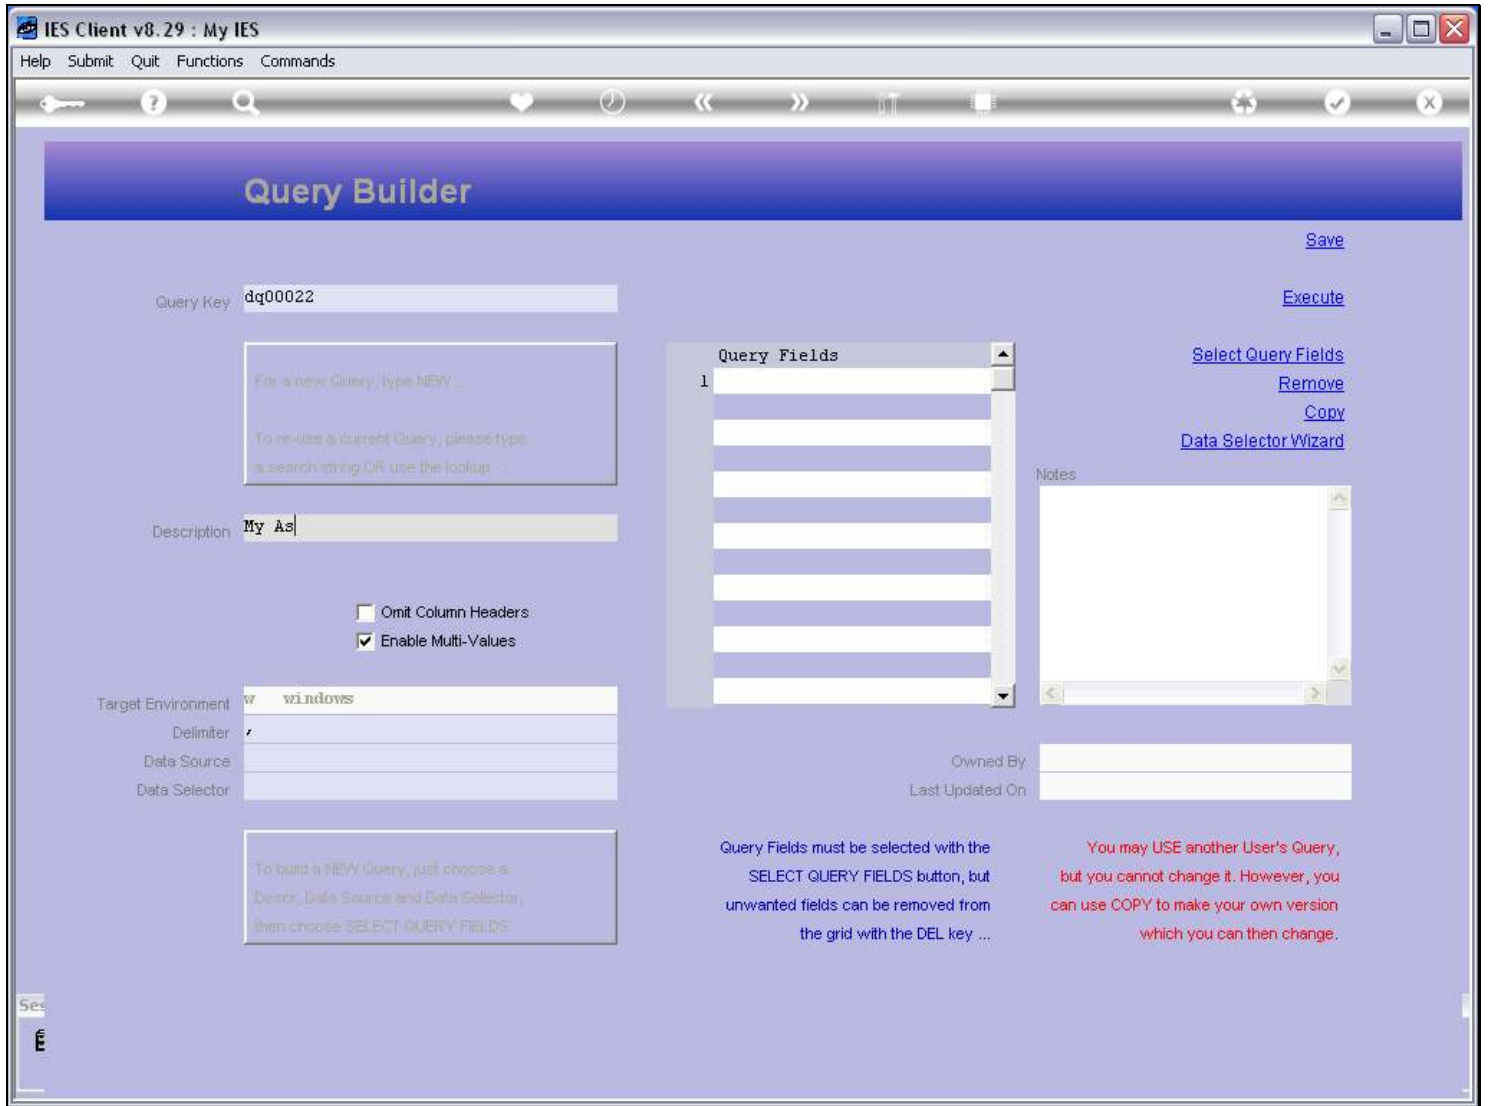 IES Client v8.29 : My IES
Help Submit Quit Functions Commands
Query Builder
Save
Query Key dq00022
Execute
For a new Query, type NEW ...
To re-use a current Query, please type
a search string OR use the lookup ...
Query Fields
1
Select Query Fields
Remove
Copy
Data Selector Wizard
Notes
Description My As
Omit Column Headers
Enable Multi-Values
Target Environment w windows
Delimiter ,
Data Source
Data Selector
Owned By
Last Updated On
To build a NEW Query, just choose a
Descr, Data Source and Data Selector,
then choose SELECT QUERY FIELDS.
Query Fields must be selected with the
SELECT QUERY FIELDS button, but
unwanted fields can be removed from
the grid with the DEL key ...
You may USE another User's Query,
but you cannot change it. However, you
can use COPY to make your own version
which you can then change.
Ses